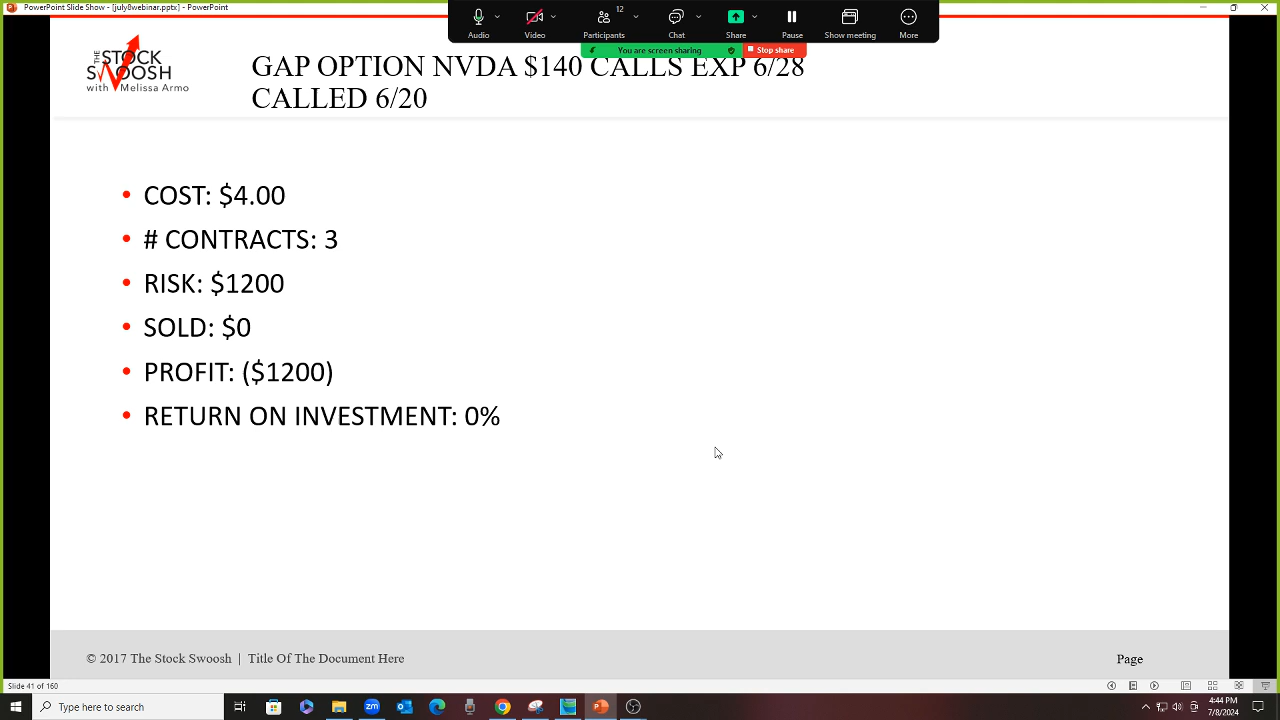 PowerPoint Slide Show - [july8webinar.pptx] - PowerPoint
12
Audio
Video
Participants
Chat
Share
Pause
Show meeting
More
You are screen sharing
Stop share
THE STOCK
SWOOSH
with Melissa Armo
GAP OPTION NVDA $140 CALLS EXP 6/28
CALLED 6/20
• COST: $4.00
• # CONTRACTS: 3
• RISK: $1200
• SOLD: $0
• PROFIT: ($1200)
• RETURN ON INVESTMENT: 0%
© 2017 The Stock Swoosh | Title Of The Document Here
Page
Slide 41 of 160
Type here to search
zm
4:44 PM
7/8/2024